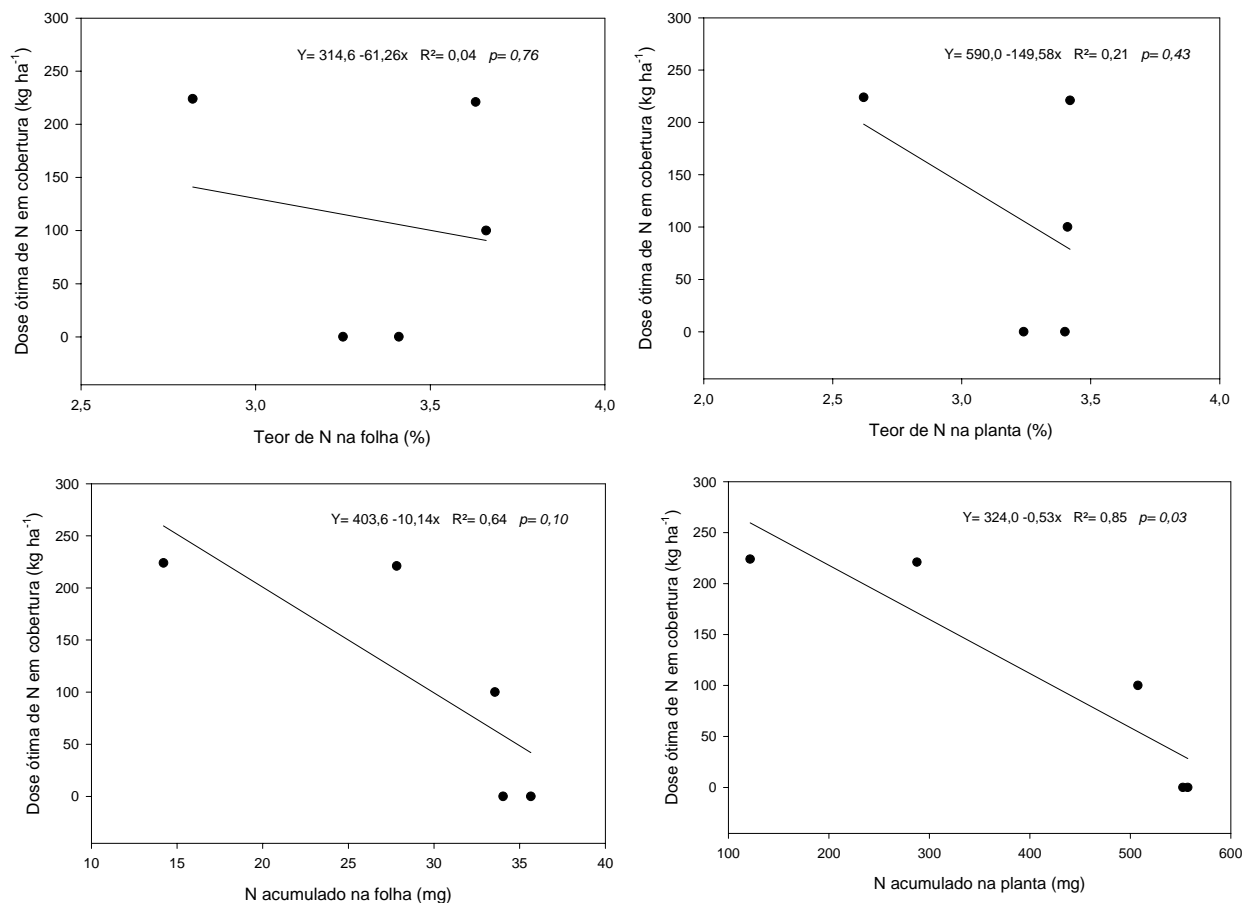 Y= 314,6 -61,26x R²= 0,04 p= 0,76
Dose ótima de N em cobertura (kg ha⁻¹)
300
250
200
150
100
50
0
2,5 3,0 3,5 4,0
Teor de N na folha (%)
Y= 590,0 -149,58x R²= 0,21 p= 0,43
Dose ótima de N em cobertura (kg ha⁻¹)
300
250
200
150
100
50
0
2,0 2,5 3,0 3,5 4,0
Teor de N na planta (%)
Y= 403,6 -10,14x R²= 0,64 p= 0,10
Dose ótima de N em cobertura (kg ha⁻¹)
300
250
200
150
100
50
0
10 15 20 25 30 35 40
N acumulado na folha (mg)
Y= 324,0 -0,53x R²= 0,85 p= 0,03
Dose ótima de N em cobertura (kg ha⁻¹)
300
250
200
150
100
50
0
100 200 300 400 500 600
N acumulado na planta (mg)